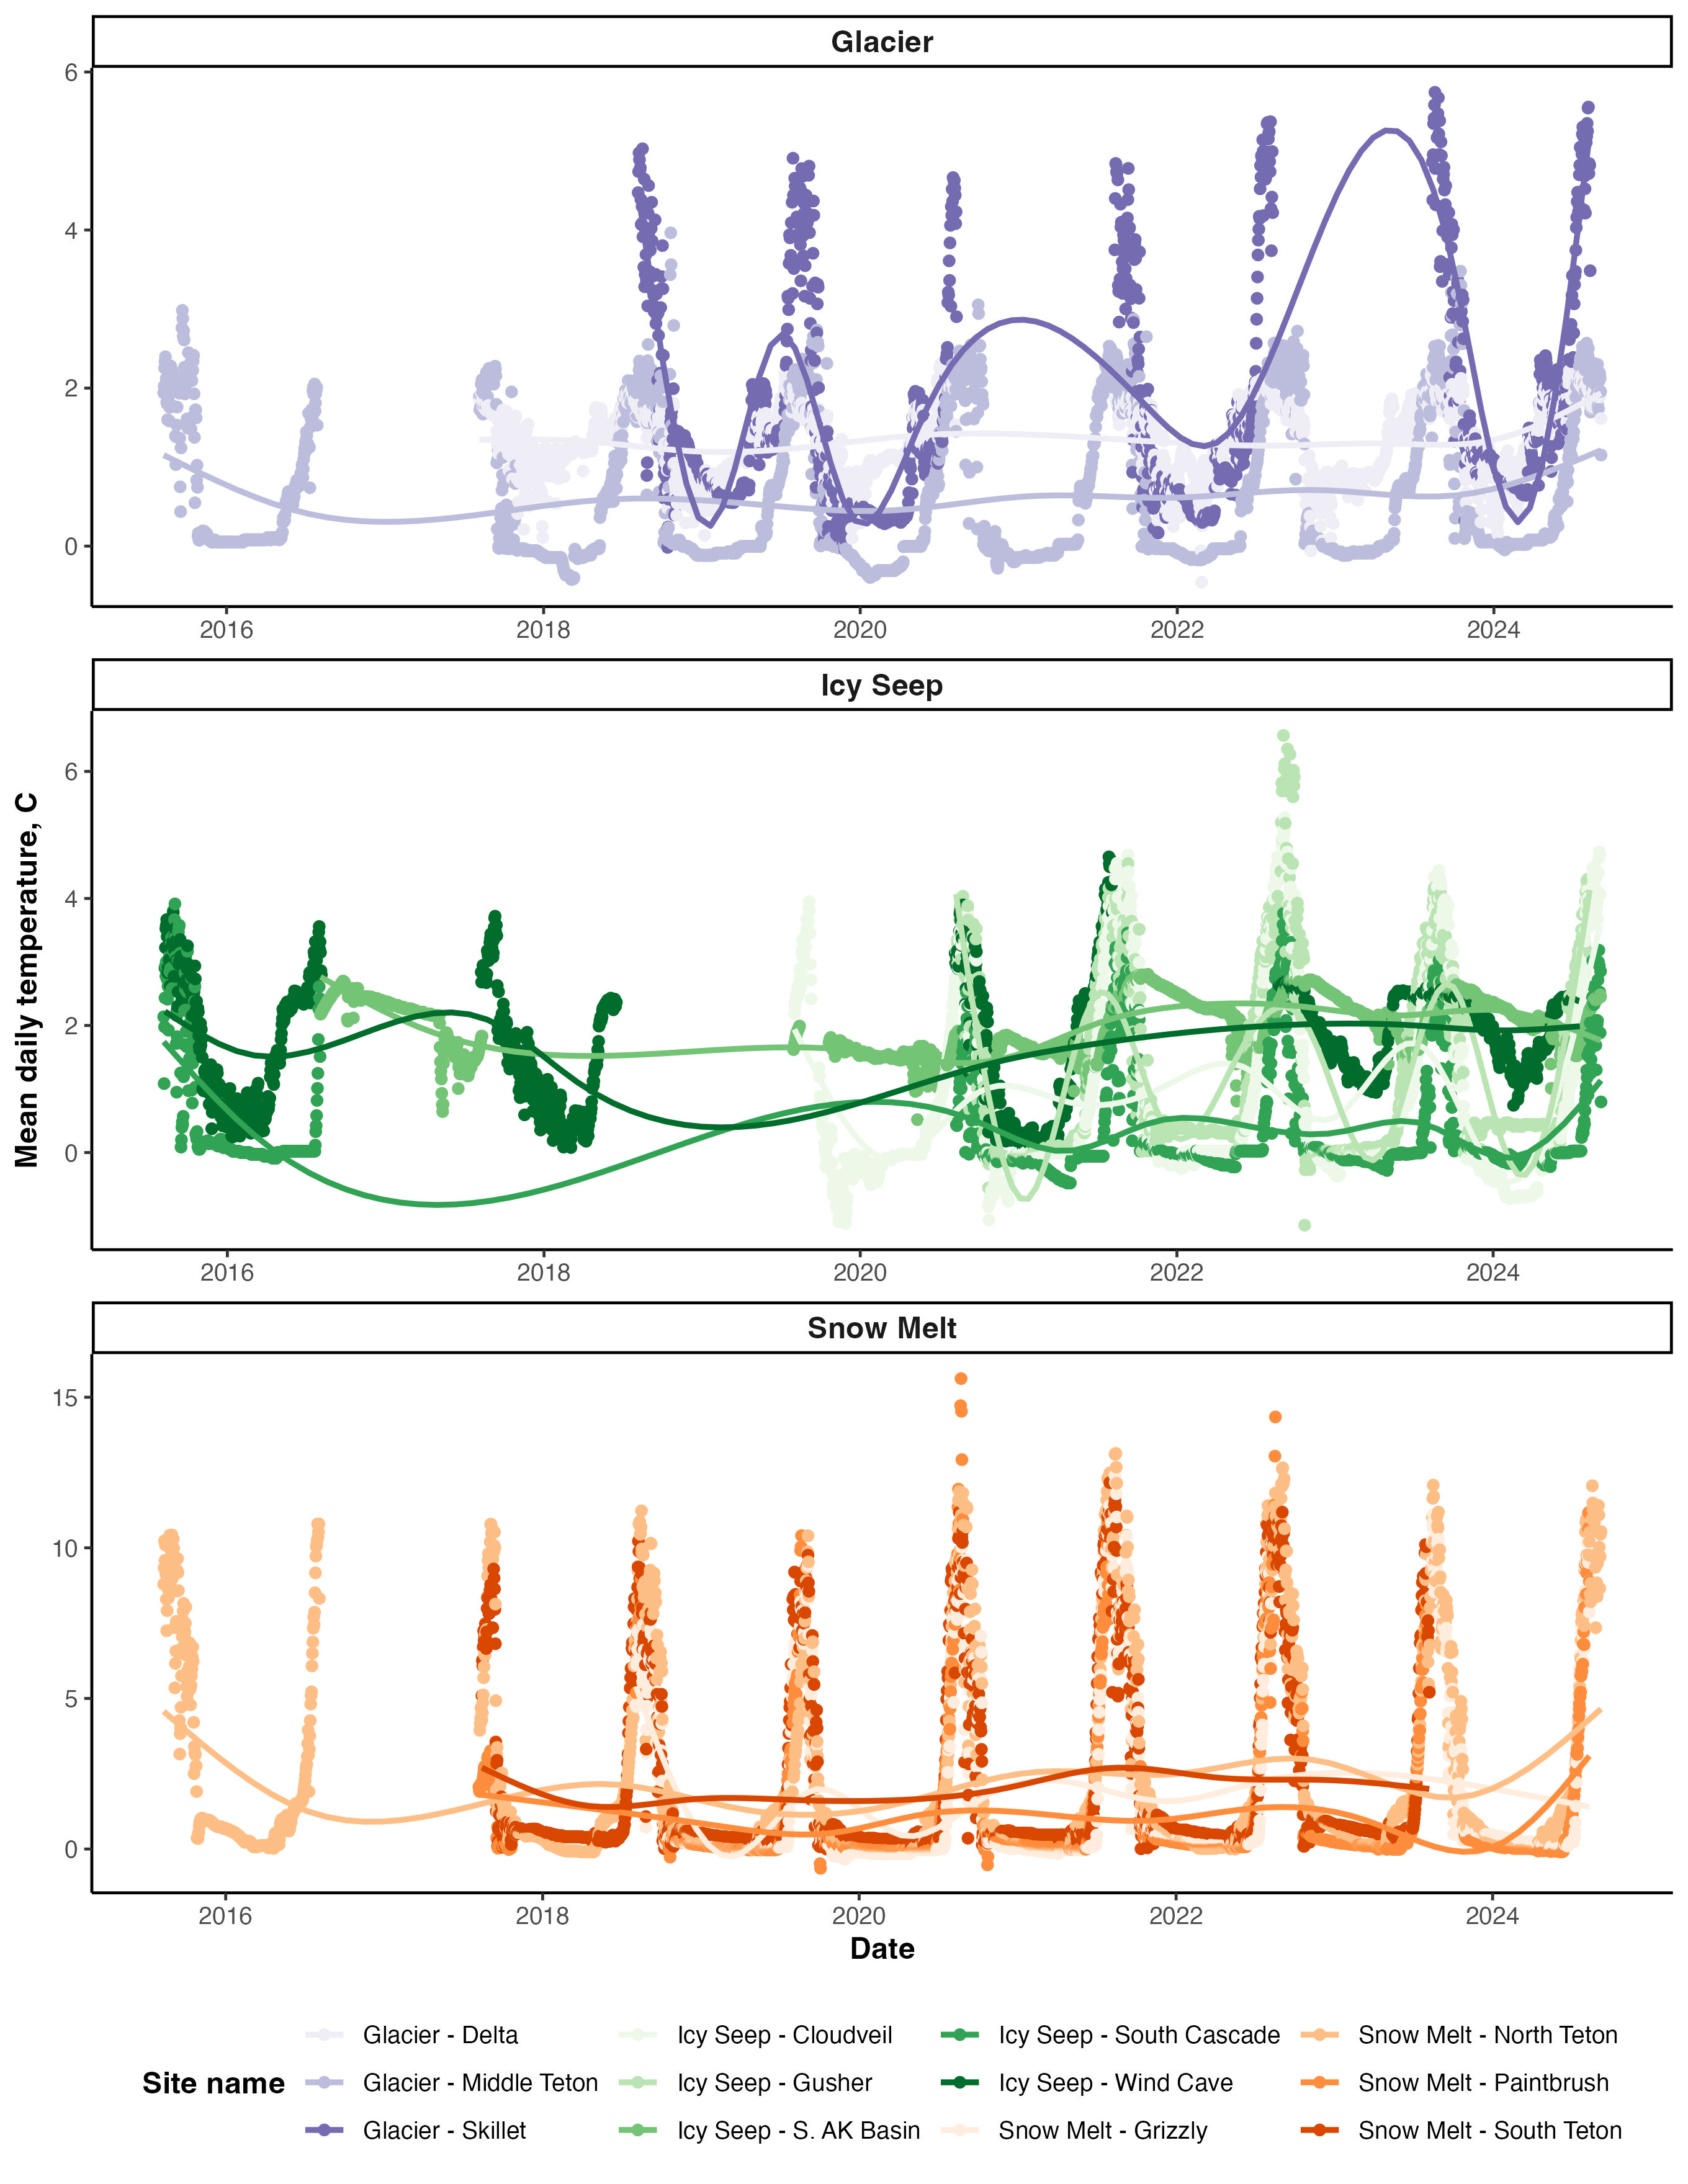 Glacier
6
4
2
0
2016 2018 2020 2022 2024
Icy Seep
6
4
2
0
2016 2018 2020 2022 2024
Mean daily temperature, C
Snow Melt
15
10
5
0
2016 2018 2020 2022 2024
Date
Site name
Glacier - Delta Icy Seep - Cloudveil Icy Seep - South Cascade Snow Melt - North Teton
Glacier - Middle Teton Icy Seep - Gusher Icy Seep - Wind Cave Snow Melt - Paintbrush
Glacier - Skillet Icy Seep - S. AK Basin Snow Melt - Grizzly Snow Melt - South Teton